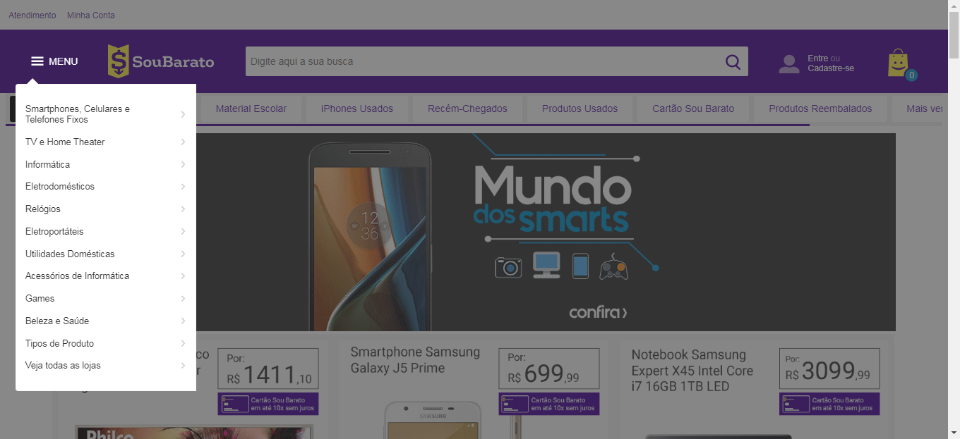 Atendimento Minha Conta
MENU
SouBarato
Digite aqui a sua busca
Entre ou
Cadastre-se
0
Material Escolar iPhones Usados Recém-Chegados Produtos Usados Cartão Sou Barato Produtos Reembalados Mais ver
Smartphones, Celulares e
Telefones Fixos
TV e Home Theater
Informática
Eletrodomésticos
Relógios
Eletroportáteis
Utilidades Domésticas
Acessórios de Informática
Games
Beleza e Saúde
Tipos de Produto
Veja todas as lojas
12
36
Mundo
dos smarts
confira
Por:
R$ 1411,10
Cartão Sou Barato
em até 10x sem juros
Philco
Smartphone Samsung
Galaxy J5 Prime
Por:
R$ 699,99
Cartão Sou Barato
em até 10x sem juros
SAMSUNG
Notebook Samsung
Expert X45 Intel Core
i7 16GB 1TB LED
Por:
R$ 3099,99
Cartão Sou Barato
em até 10x sem juros